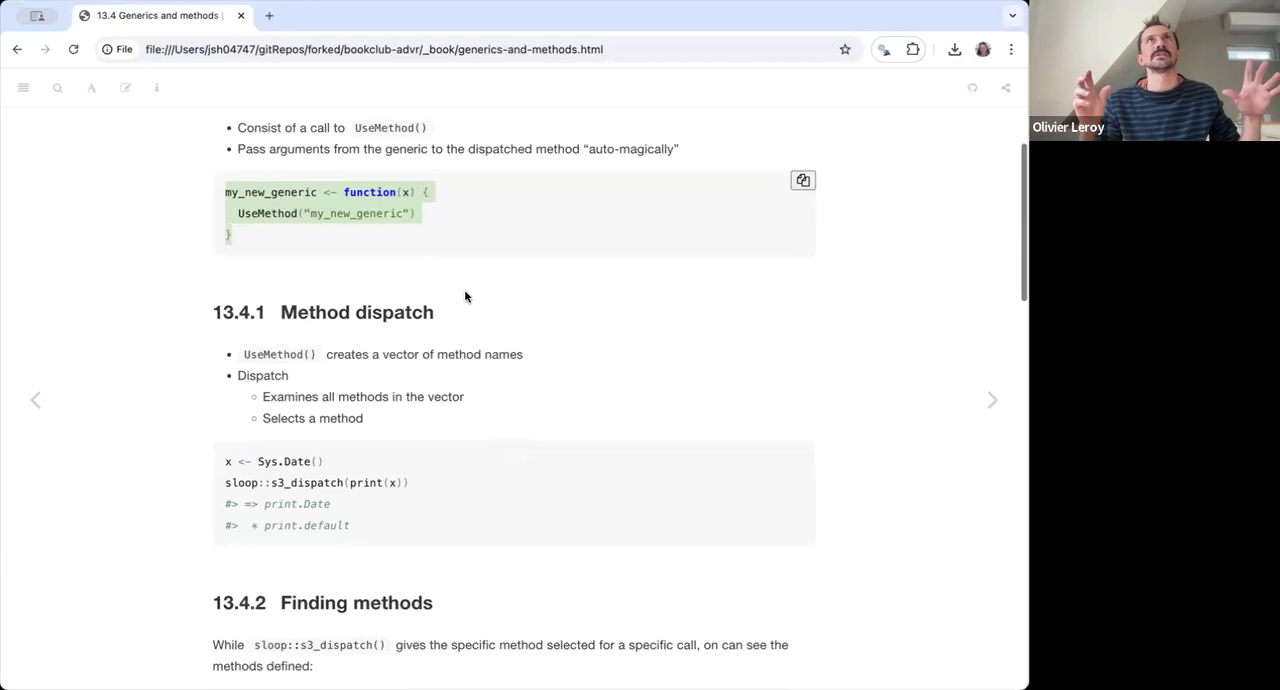 13.4 Generics and methods
File
file:///Users/jsh04747/gitRepos/forked/bookclub-advr/_book/generics-and-methods.html
Olivier Leroy
• Consist of a call to UseMethod()
• Pass arguments from the generic to the dispatched method “auto-magically”
my_new_generic <- function(x) {
UseMethod("my_new_generic")
}
13.4.1 Method dispatch
• UseMethod() creates a vector of method names
• Dispatch
◦ Examines all methods in the vector
◦ Selects a method
x <- Sys.Date()
sloop::s3_dispatch(print(x))
#> => print.Date
#>  * print.default
13.4.2 Finding methods
While sloop::s3_dispatch() gives the specific method selected for a specific call, on can see the
methods defined: